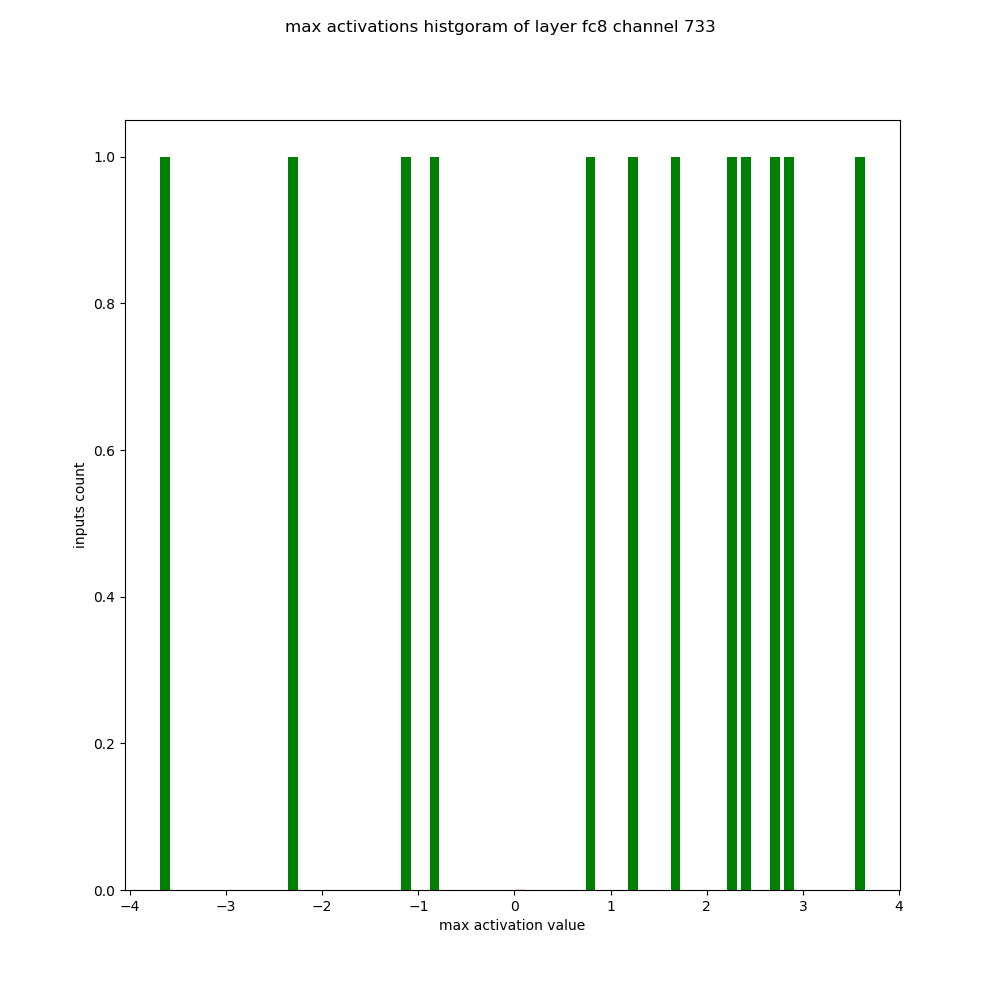 max activations histgoram of layer fc8 channel 733
1.0
0.8
0.6
0.4
0.2
0.0
inputs count
−4 −3 −2 −1 0 1 2 3 4
max activation value